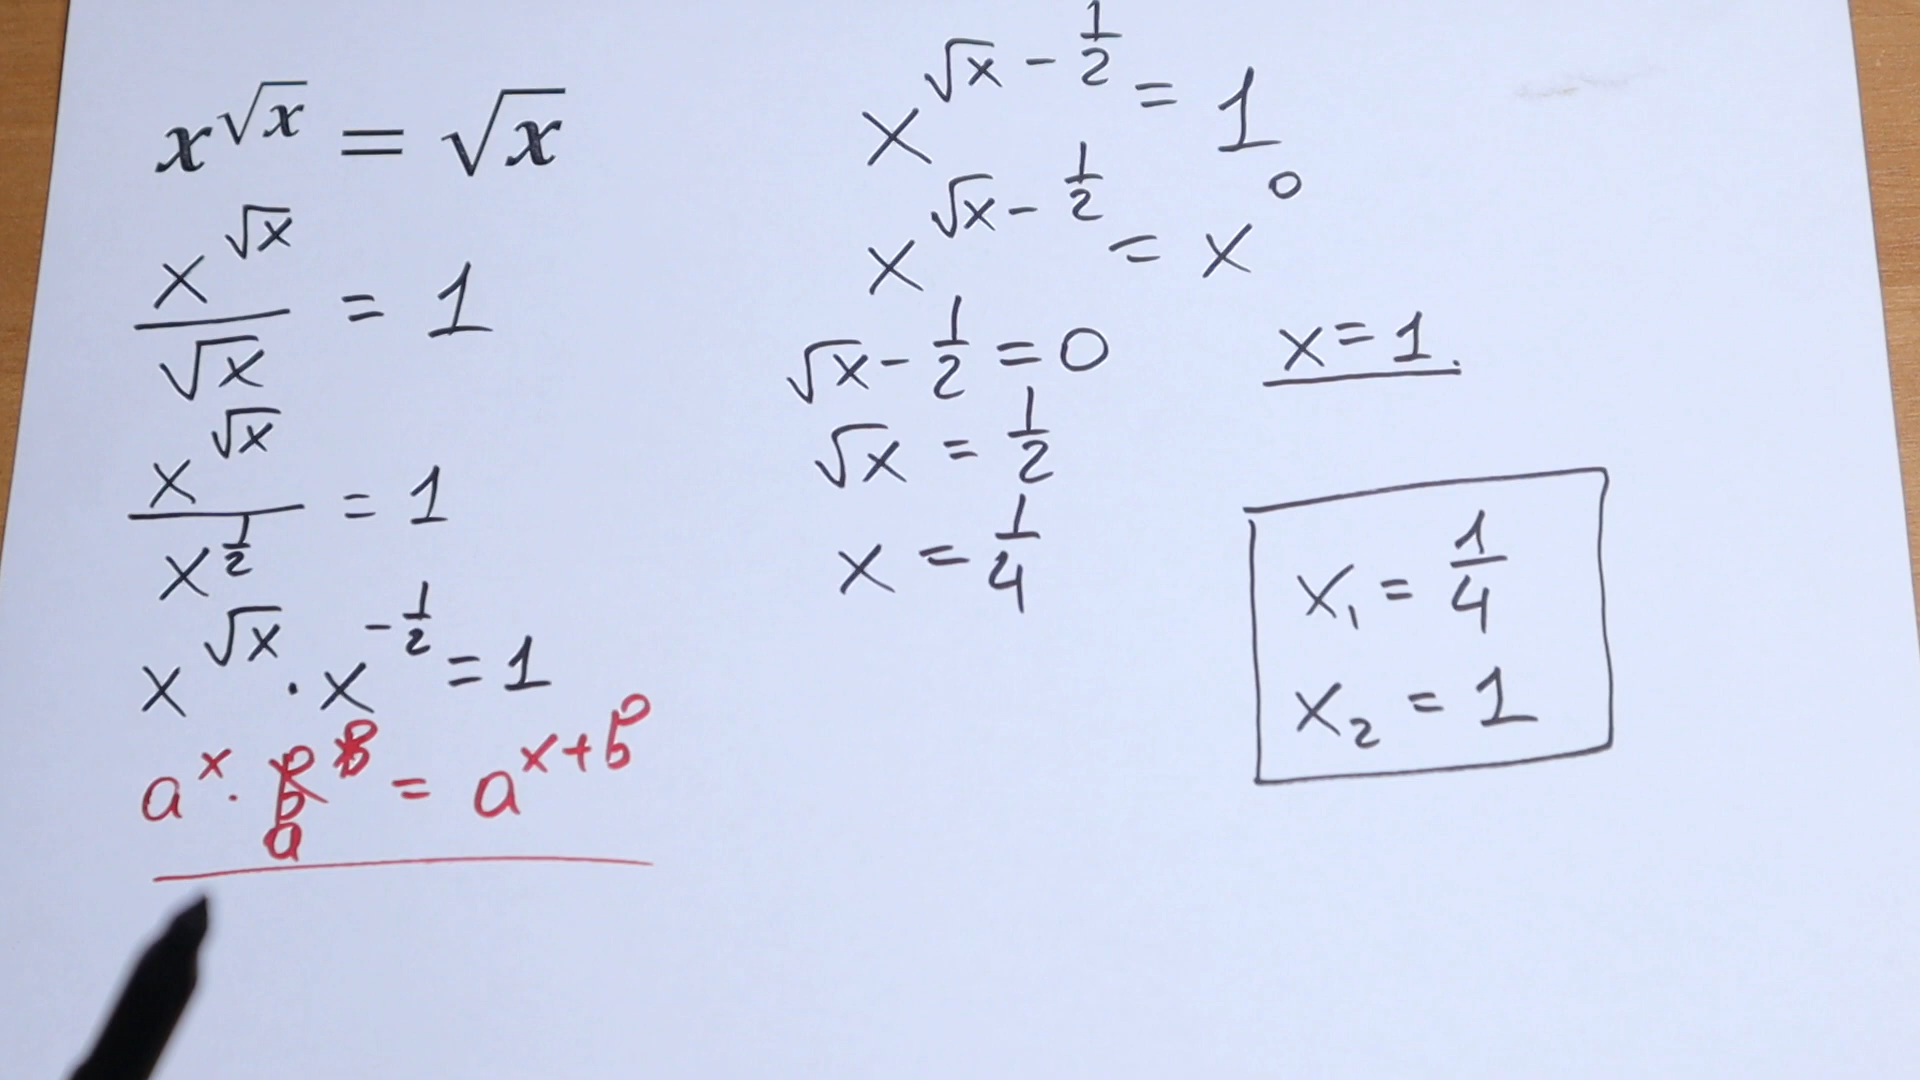 x^√x = √x
x^√x / √x = 1
x^√x / x^(1/2) = 1
x^√x · x^(-1/2) = 1
a^x · a^b = a^(x+b)
x^(√x - 1/2) = 1
x^(√x - 1/2) = x^0
√x - 1/2 = 0
√x = 1/2
x = 1/4
x = 1.
x₁ = 1/4
x₂ = 1